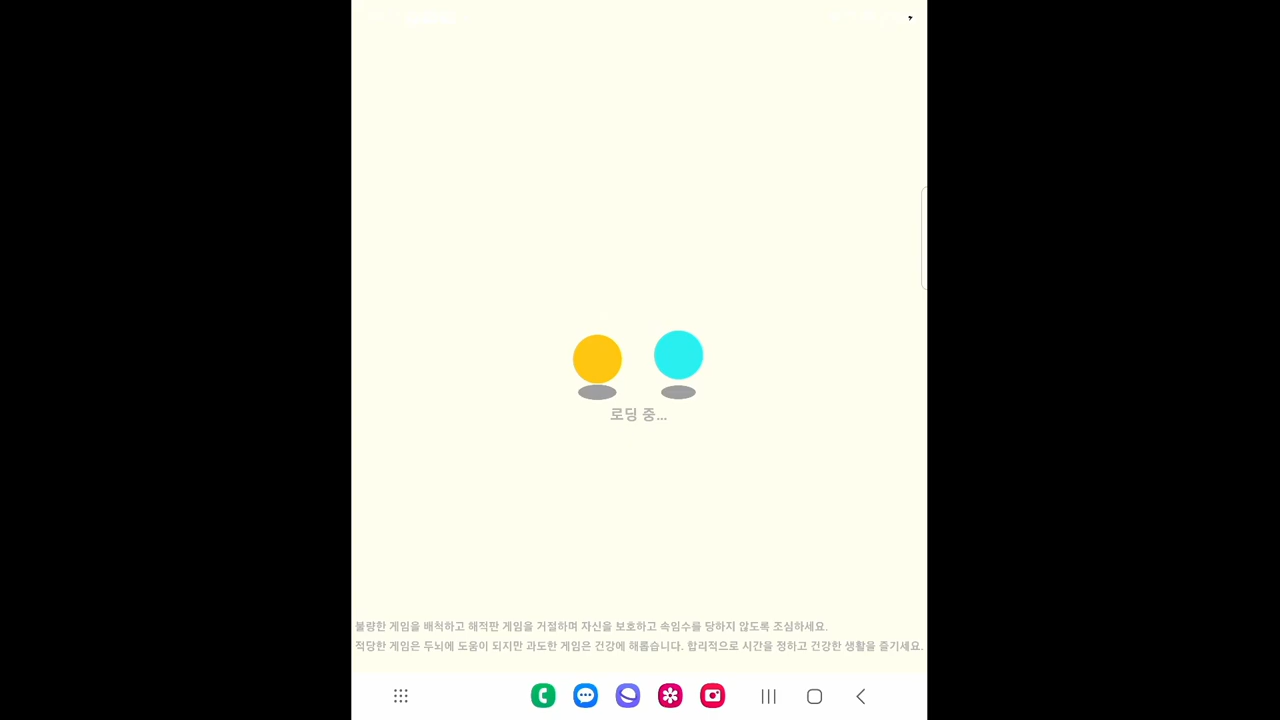 로딩 중...
불량한 게임을 배척하고 해적판 게임을 거절하며 자신을 보호하고 속임수를 당하지 않도록 조심하세요.
적당한 게임은 두뇌에 도움이 되지만 과도한 게임은 건강에 해롭습니다. 합리적으로 시간을 정하고 건강한 생활을 즐기세요.